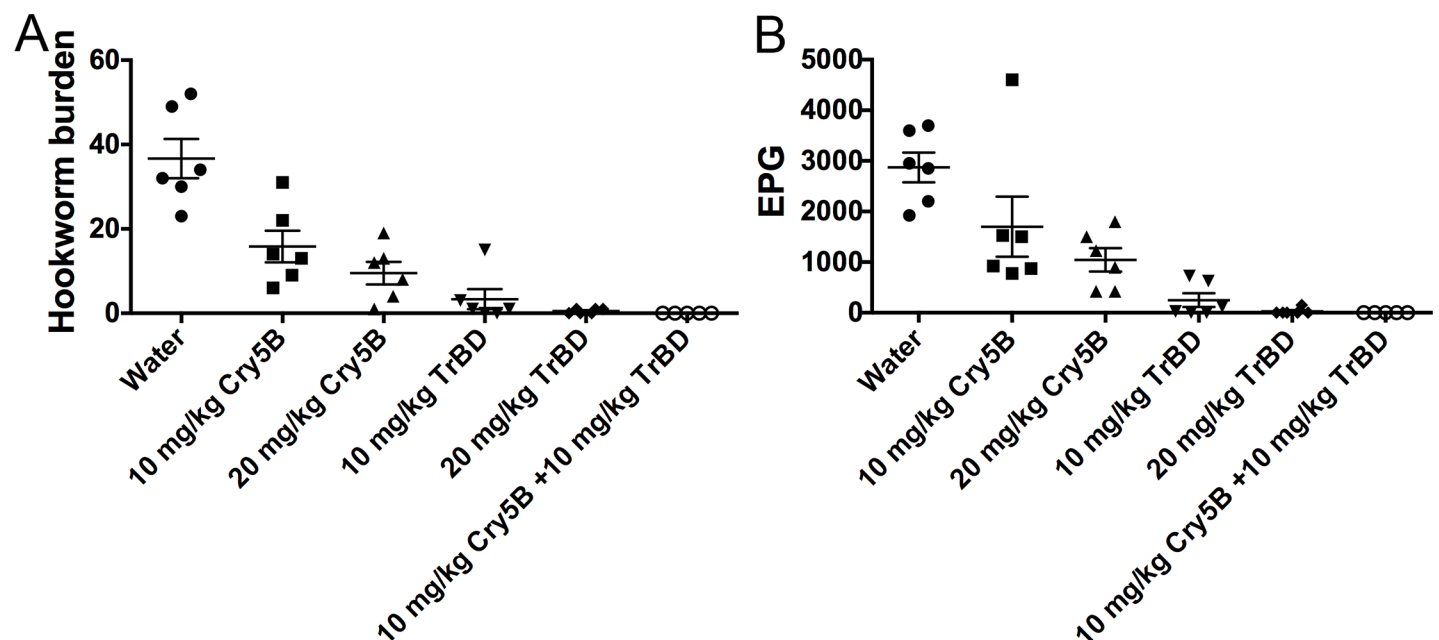 A
Hookworm burden
60
40
20
0
Water
10 mg/kg Cry5B
20 mg/kg Cry5B
10 mg/kg TrBD
20 mg/kg TrBD
10 mg/kg Cry5B +10 mg/kg TrBD
B
EPG
5000
4000
3000
2000
1000
0
Water
10 mg/kg Cry5B
20 mg/kg Cry5B
10 mg/kg TrBD
20 mg/kg TrBD
10 mg/kg Cry5B +10 mg/kg TrBD